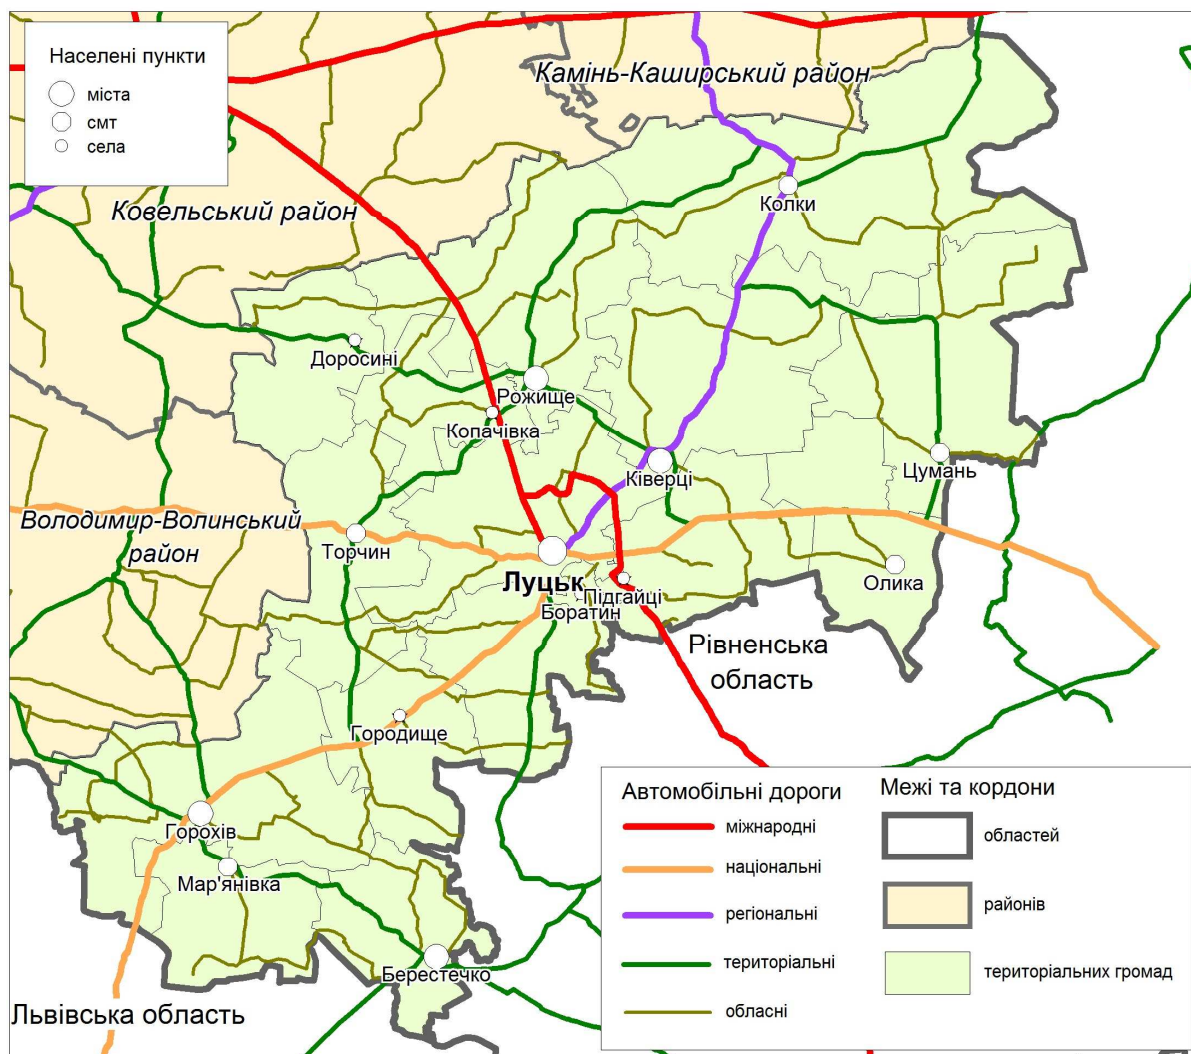 Населені пункти
міста
смт
села
Камінь-Каширський район
Ковельський район
Колки
Доросині
Рожище
Копачівка
Ківерці
Цумань
Володимир-Волинський
район
Торчин
Луцьк
Підгайці
Боратин
Олика
Рівненська
область
Городище
Горохів
Мар'янівка
Берестечко
Львівська область
Автомобільні дороги
міжнародні
національні
регіональні
територіальні
обласні
Межі та кордони
областей
районів
територіальних громад